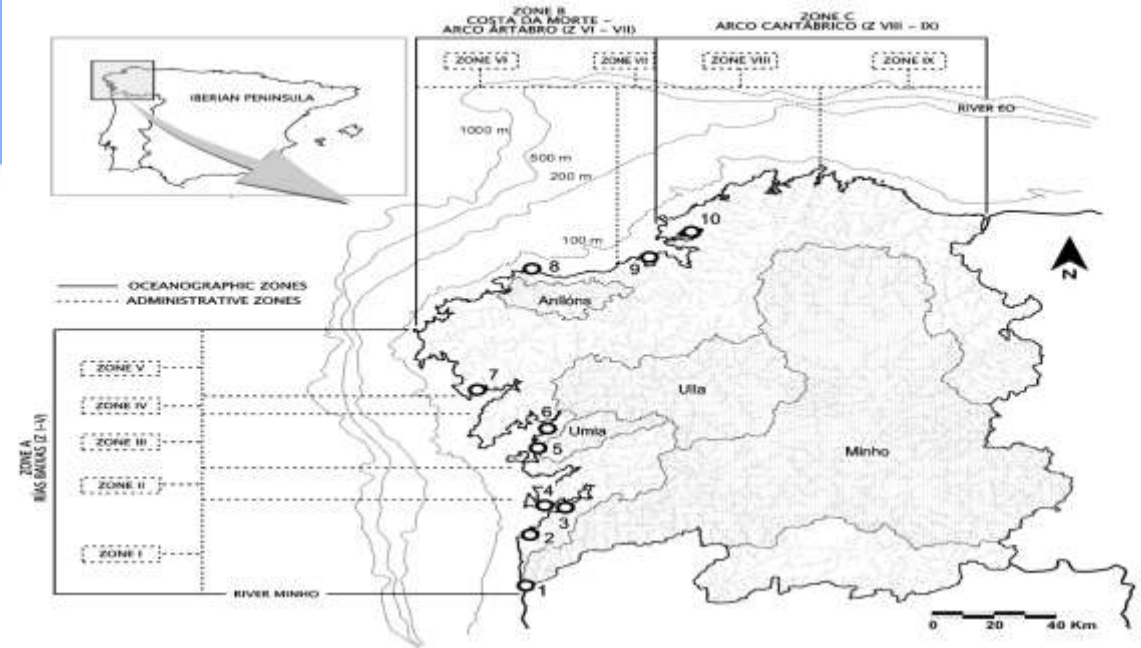 ZONE B
COSTA DA MORTE –
ARCO ÁRTABRO (Z VI – VII)
ZONE C
ARCO CANTÁBRICO (Z VIII – IX)
ZONE VI
ZONE VII
ZONE VIII
ZONE IX
IBERIAN PENINSULA
RIVER EO
1000 m
500 m
200 m
100 m
10
9
8
N
OCEANOGRAPHIC ZONES
ADMINISTRATIVE ZONES
Anllóns
ZONE A
RÍAS BAIXAS (Z I–V)
ZONE V
ZONE IV
ZONE III
ZONE II
ZONE I
7
Ulla
6
Umia
5
Minho
4
3
2
1
RIVER MINHO
0 20 40 Km